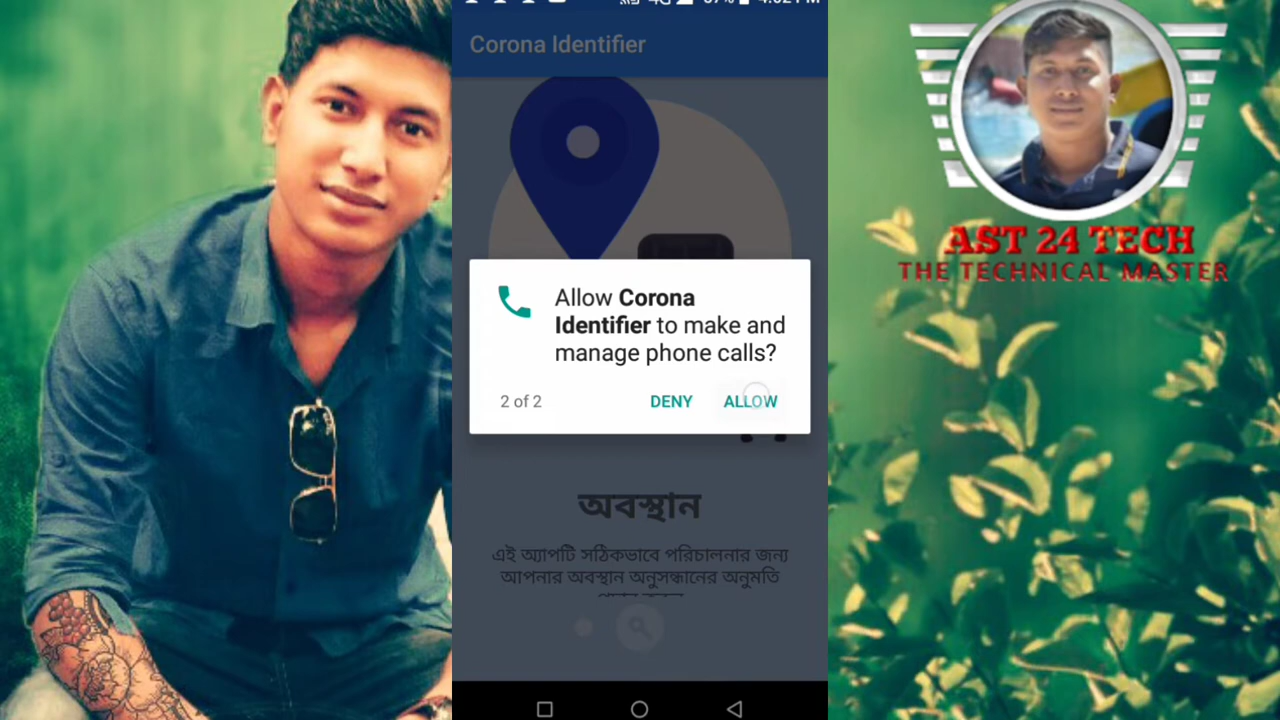 Corona Identifier
Allow Corona
Identifier to make and
manage phone calls?
2 of 2
DENY
ALLOW
অবস্থান
এই অ্যাপটি সঠিকভাবে পরিচালনার জন্য
আপনার অবস্থান অনুসন্ধানের অনুমতি
AST 24 TECH
THE TECHNICAL MASTER